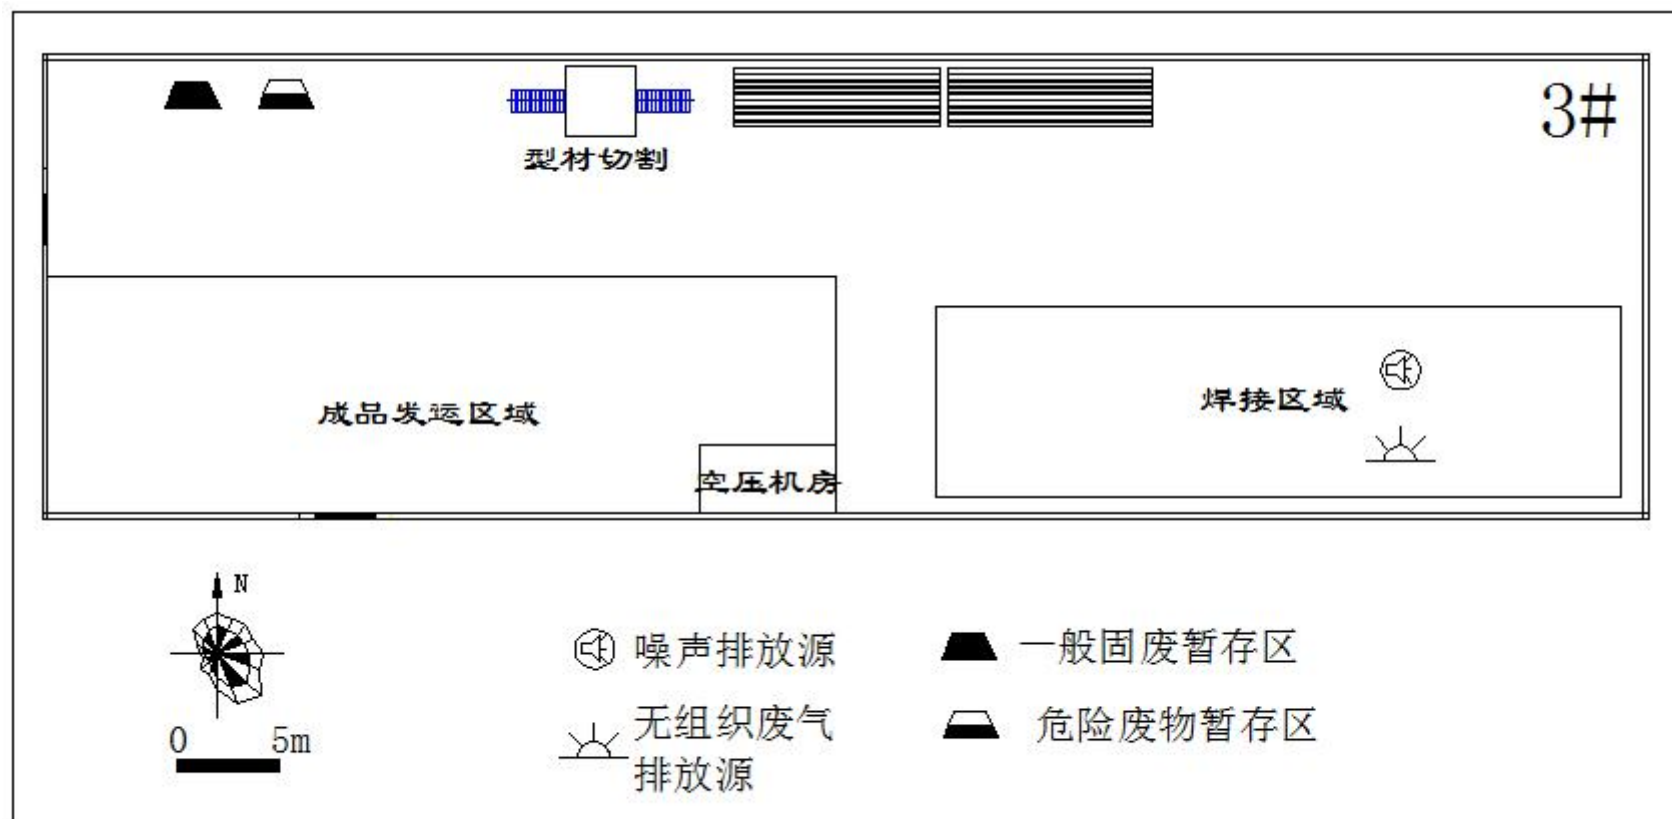 3#
型材切割
成品发运区域
焊接区域
空压机房
N
0 5m
噪声排放源
一般固废暂存区
无组织废气
排放源
危险废物暂存区